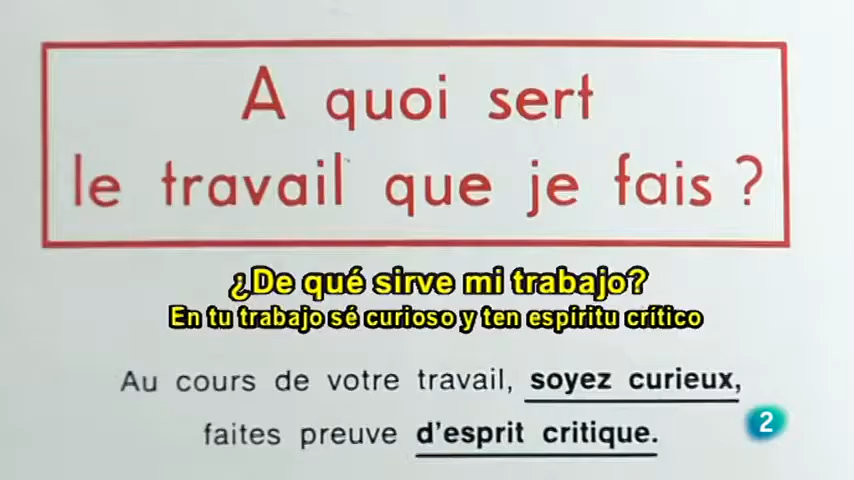 A quoi sert
le travail que je fais ?
¿De qué sirve mi trabajo?
En tu trabajo sé curioso y ten espíritu crítico
Au cours de votre travail, soyez curieux,
faites preuve d'esprit critique.
2